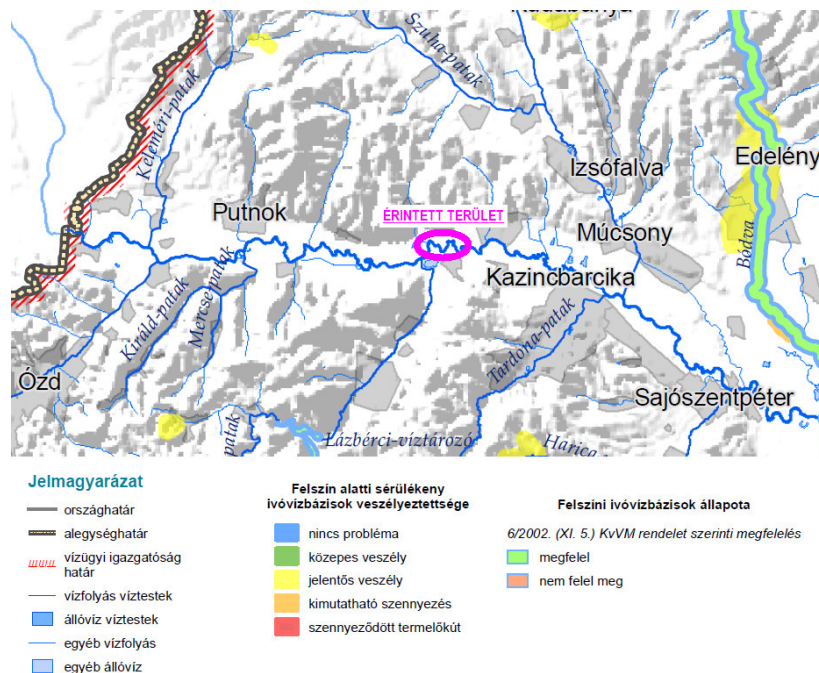 Szuha-patak
Keleméri-patak
Izsófalva
Edelény
Putnok
ÉRINTETT TERÜLET
Múcsony
Bódva
Kazincbarcika
Mercse-patak
Királd-patak
Tardona-patak
Ózd
Sajószentpéter
patak
Lázbérci-víztározó
Harica
Jelmagyarázat
országhatár
alegységhatár
vízügyi igazgatóság
határ
vízfolyás víztestek
állóvíz víztestek
egyéb vízfolyás
egyéb állóvíz
Felszín alatti sérülékeny
ivóvízbázisok veszélyeztettsége
nincs probléma
közepes veszély
jelentős veszély
kimutatható szennyezés
szennyeződött termelőkút
Felszíni ivóvízbázisok állapota
6/2002. (XI. 5.) KvVM rendelet szerinti megfelelés
megfelel
nem felel meg